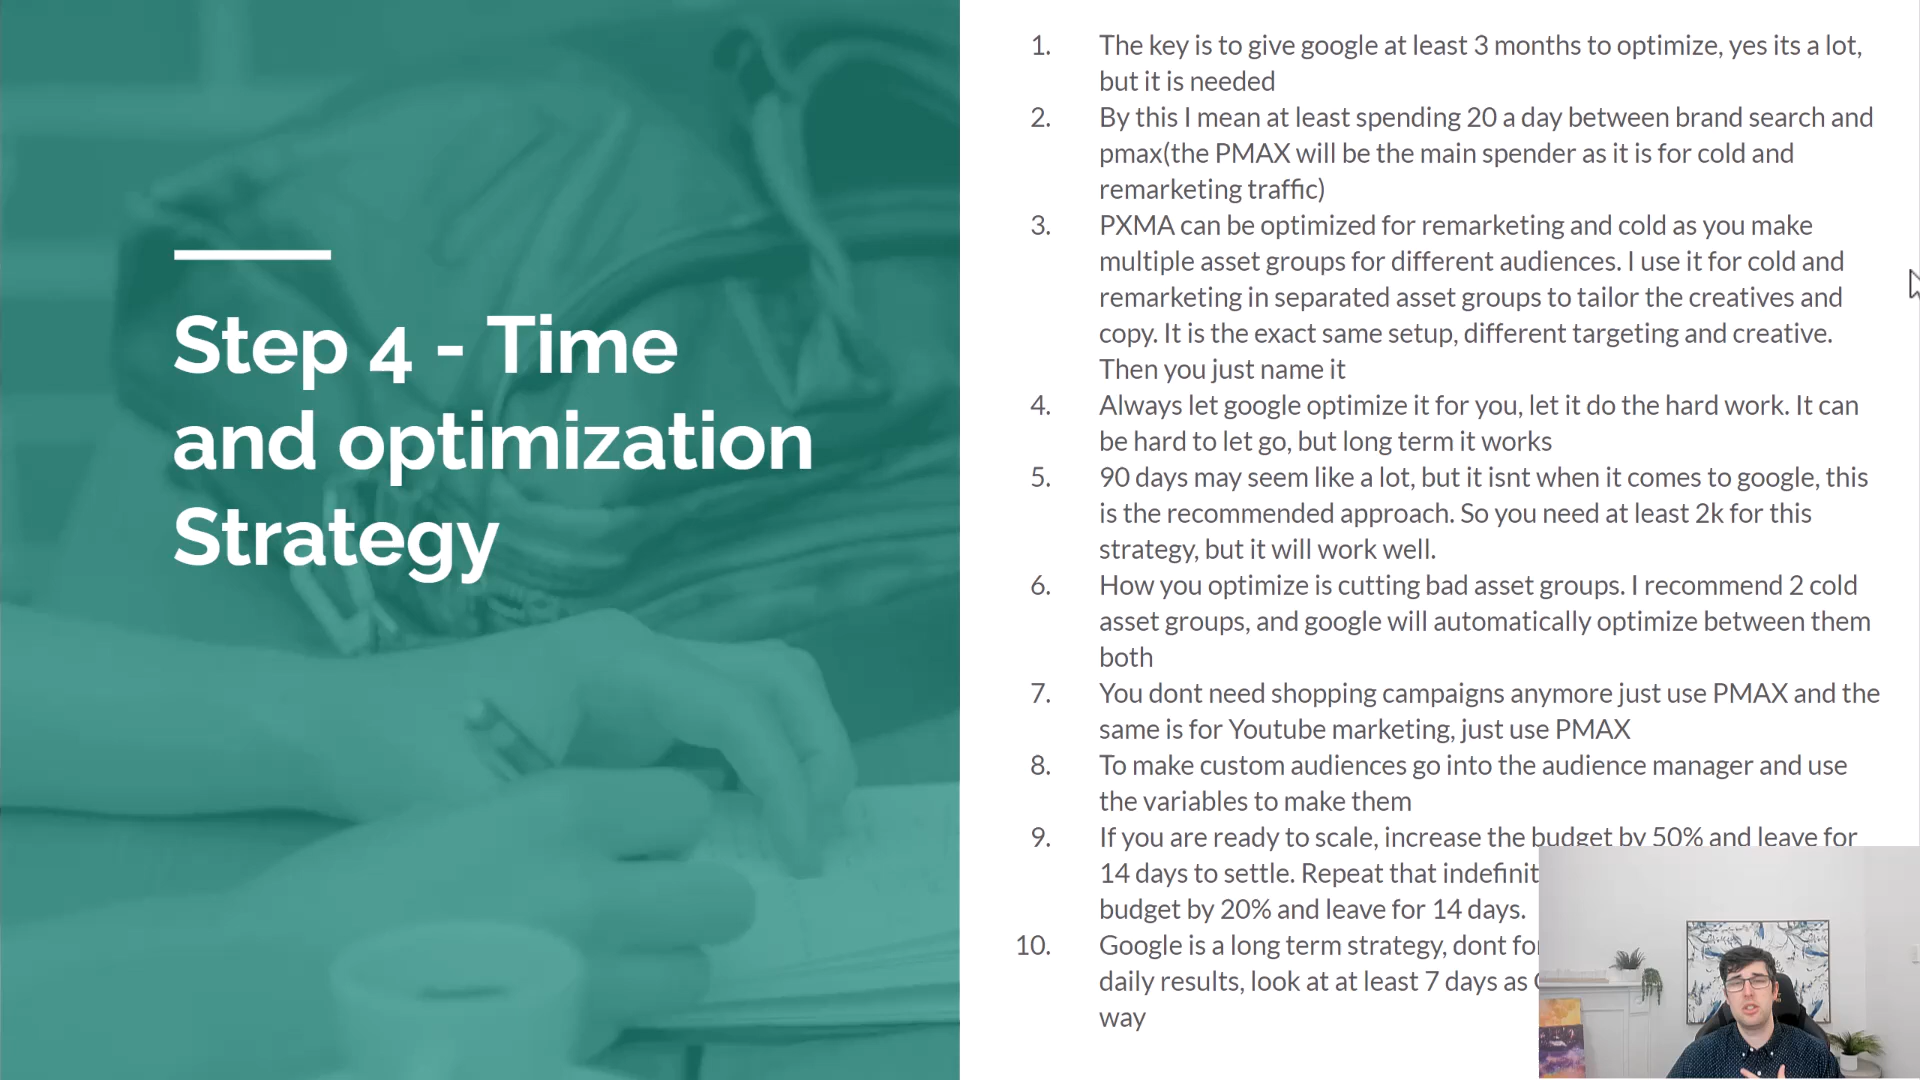 Step 4 - Time
and optimization
Strategy
1. The key is to give google at least 3 months to optimize, yes its a lot,
but it is needed
2. By this I mean at least spending 20 a day between brand search and
pmax(the PMAX will be the main spender as it is for cold and
remarketing traffic)
3. PXMA can be optimized for remarketing and cold as you make
multiple asset groups for different audiences. I use it for cold and
remarketing in separated asset groups to tailor the creatives and
copy. It is the exact same setup, different targeting and creative.
Then you just name it
4. Always let google optimize it for you, let it do the hard work. It can
be hard to let go, but long term it works
5. 90 days may seem like a lot, but it isnt when it comes to google, this
is the recommended approach. So you need at least 2k for this
strategy, but it will work well.
6. How you optimize is cutting bad asset groups. I recommend 2 cold
asset groups, and google will automatically optimize between them
both
7. You dont need shopping campaigns anymore just use PMAX and the
same is for Youtube marketing, just use PMAX
8. To make custom audiences go into the audience manager and use
the variables to make them
9. If you are ready to scale, increase the budget by 50% and leave for
14 days to settle. Repeat that
budget by 20% and leave for 14 days.
10. Google is a long term strategy, dont
daily results, look at at least 7 days as
way